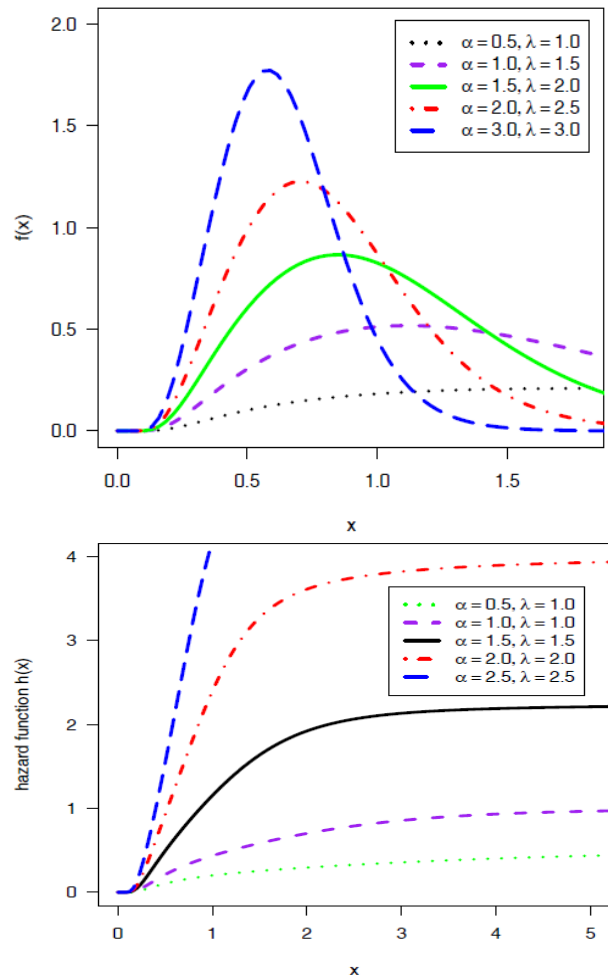 2.0
1.5
1.0
0.5
0.0
f(x)
α = 0.5, λ = 1.0
α = 1.0, λ = 1.5
α = 1.5, λ = 2.0
α = 2.0, λ = 2.5
α = 3.0, λ = 3.0
0.0 0.5 1.0 1.5
x
4
3
2
1
0
hazard function h(x)
α = 0.5, λ = 1.0
α = 1.0, λ = 1.0
α = 1.5, λ = 1.5
α = 2.0, λ = 2.0
α = 2.5, λ = 2.5
0 1 2 3 4 5
x